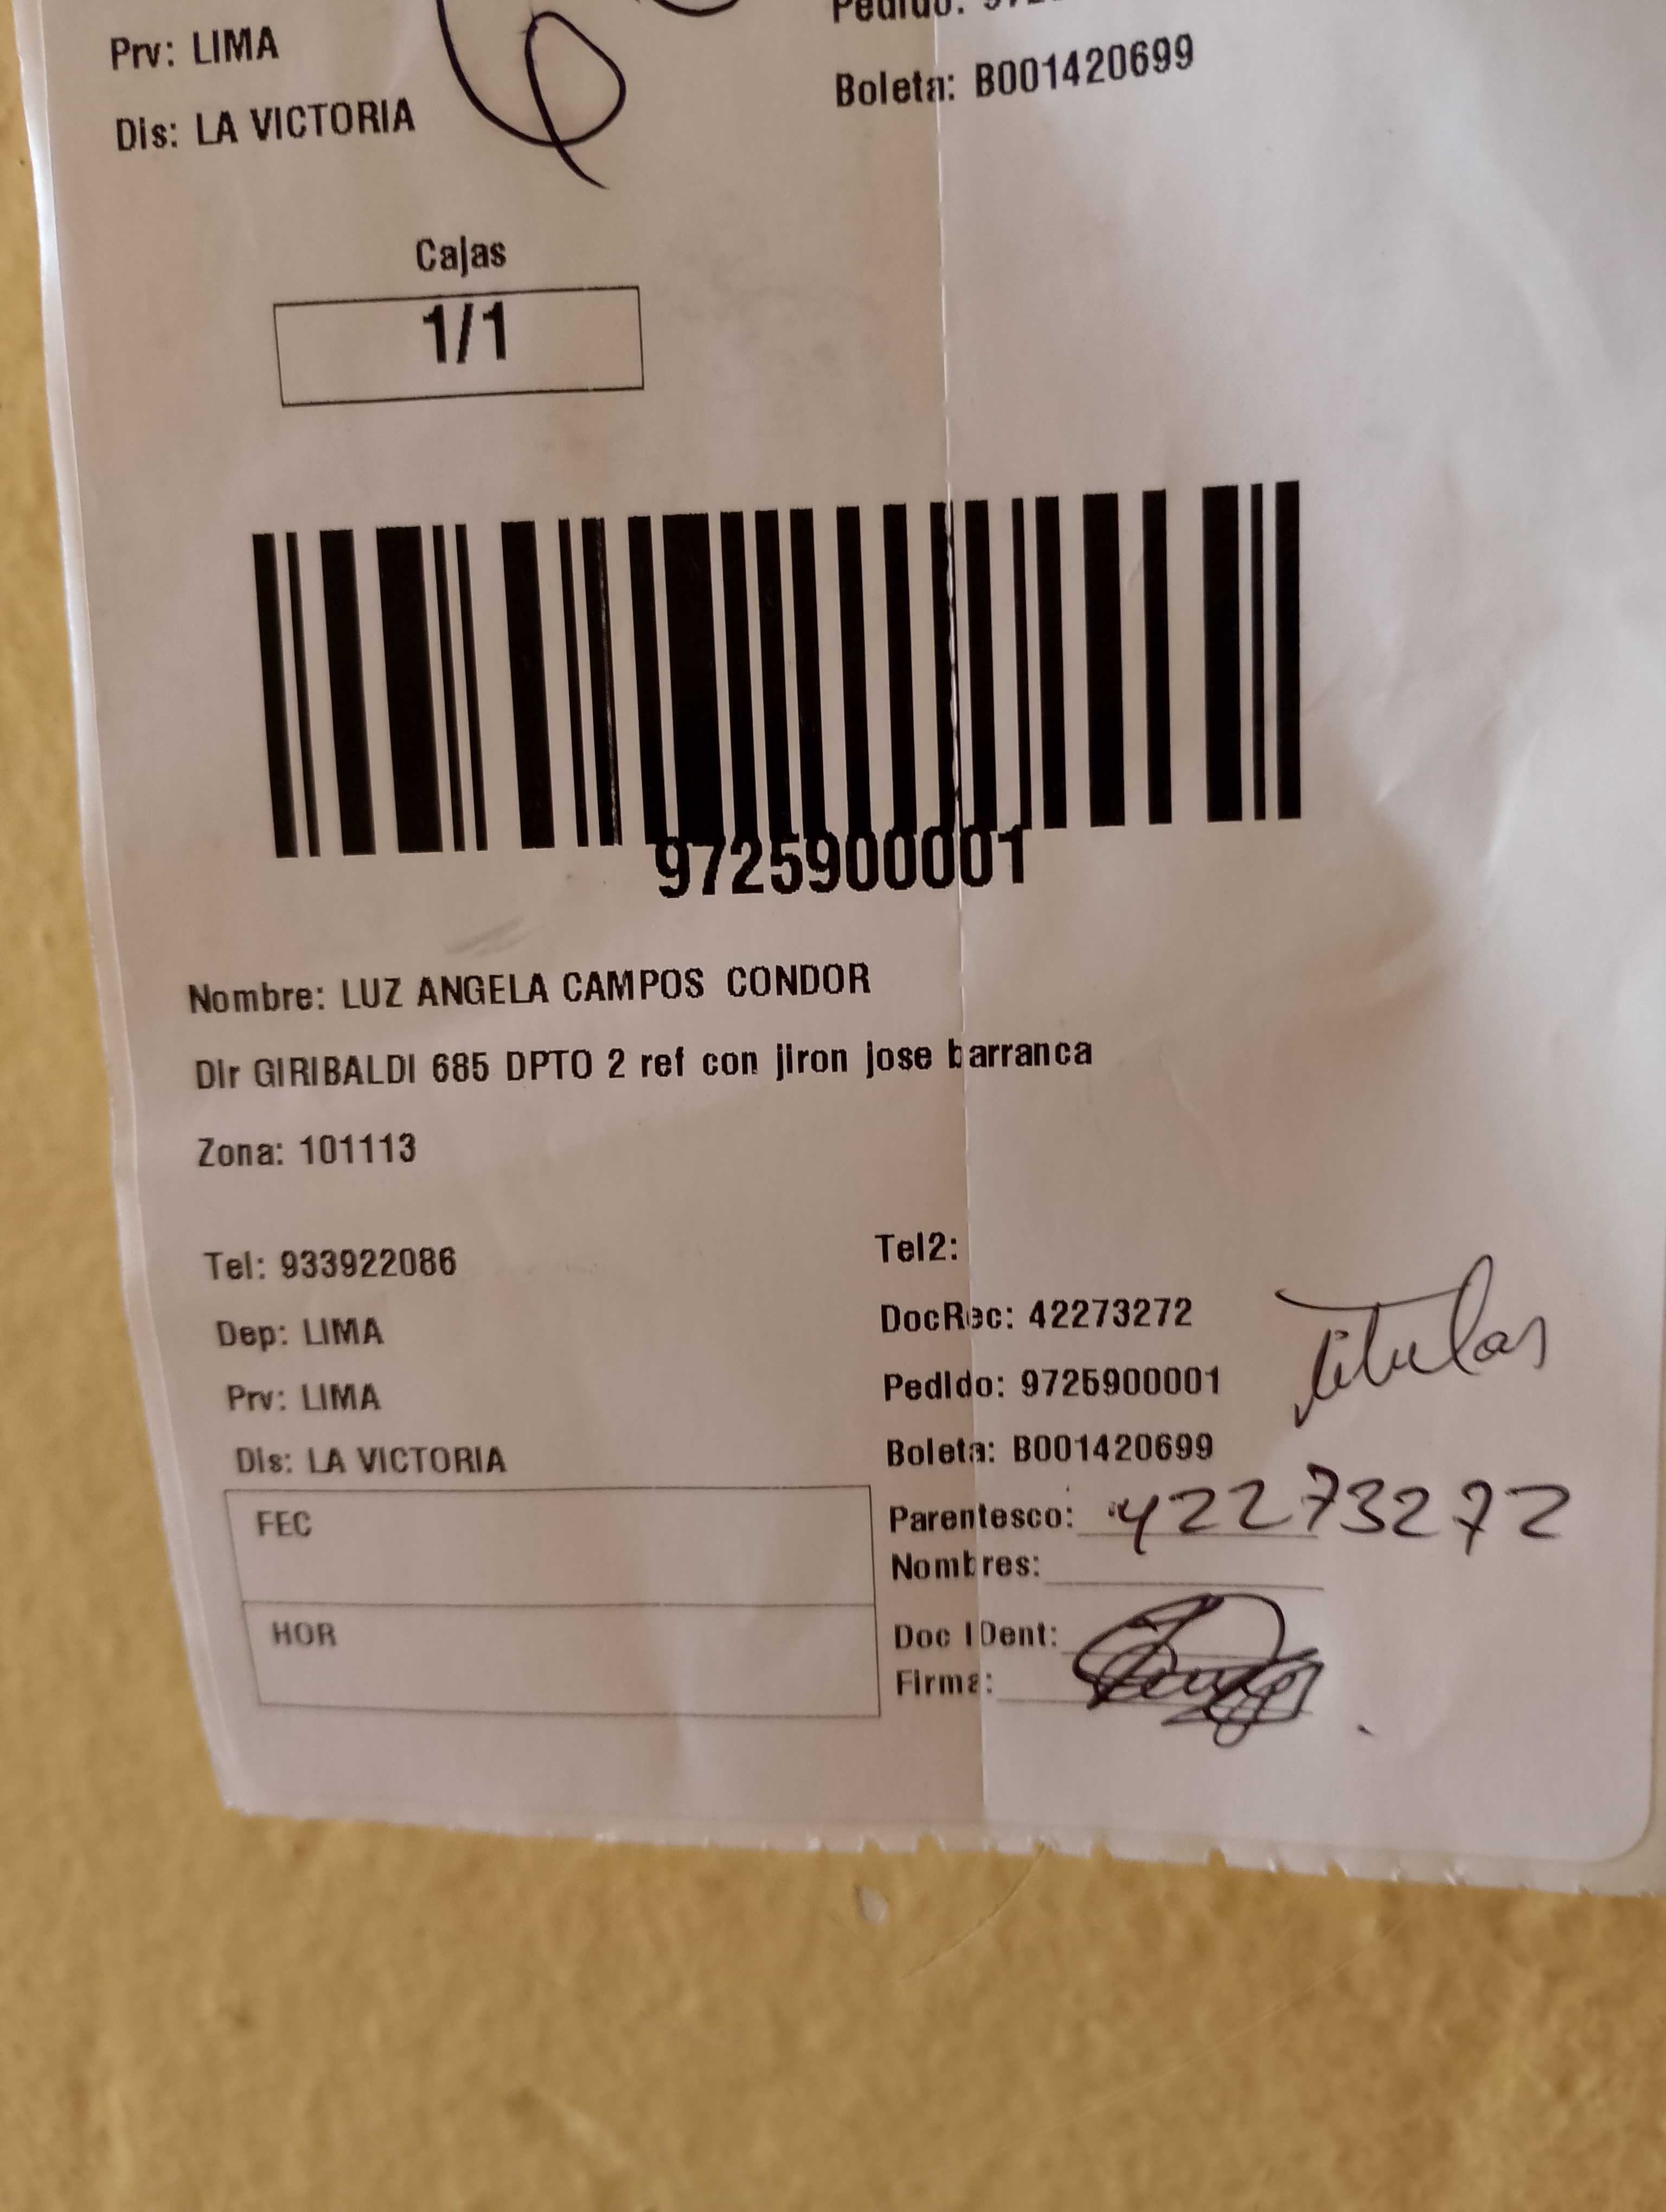 Prv: LIMA
Pedido:
Dis: LA VICTORIA
Boleta: B001420699
Cajas
1/1
9725900001
Nombre: LUZ ANGELA CAMPOS CONDOR
Dir GIRIBALDI 685 DPTO 2 ref con jiron jose barranca
Zona: 101113
Tel: 933922086
Tel2:
Dep: LIMA
DocRec: 42273272
Prv: LIMA
Pedido: 9725900001
Titular
Dis: LA VICTORIA
Boleta: B001420699
FEC
Parentesco: 42273272
Nombres:
HOR
Doc IDent:
Firma: